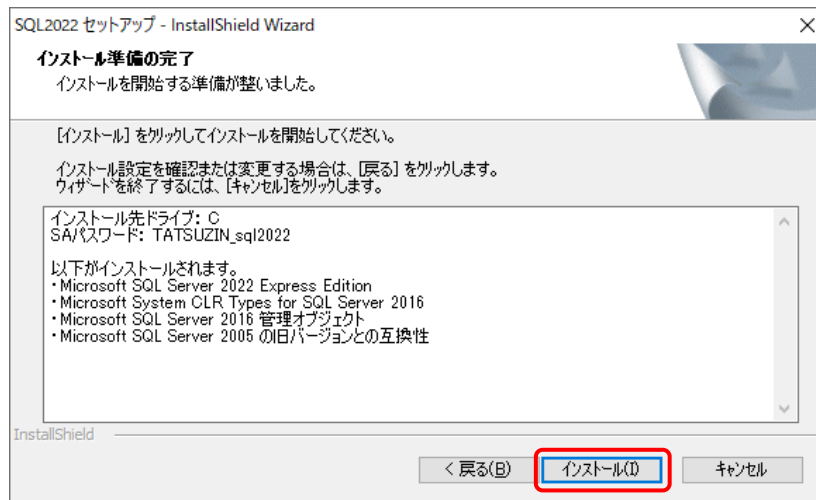 SQL2022 セットアップ - InstallShield Wizard
インストール準備の完了
インストールを開始する準備が整いました。
［インストール］をクリックしてインストールを開始してください。
インストール設定を確認または変更する場合は、［戻る］をクリックします。
ウィザードを終了するには、［キャンセル］をクリックします。
インストール先ドライブ: C
SAパスワード: TATSUZIN_sql2022
以下がインストールされます。
・Microsoft SQL Server 2022 Express Edition
・Microsoft System CLR Types for SQL Server 2016
・Microsoft SQL Server 2016 管理オブジェクト
・Microsoft SQL Server 2005 の旧バージョンとの互換性
InstallShield
< 戻る(B)
インストール(I)
キャンセル